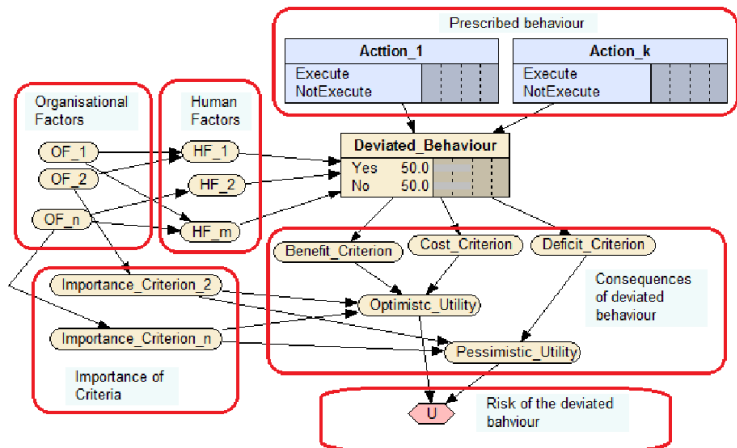 Prescribed behaviour
Acttion_1
Execute
NotExecute
Action_k
Execute
NotExecute
Organisational
Factors
OF_1
OF_2
OF_n
Human
Factors
HF_1
HF_2
HF_m
Deviated_Behaviour
Yes 50.0
No 50.0
Benefit_Criterion
Cost_Criterion
Deficit_Criterion
Importance_Criterion_2
Importance_Criterion_n
Importance of
Criteria
Optimistc_Utility
Pessimistic_Utility
Consequences
of deviated
behaviour
U
Risk of the deviated
bahviour